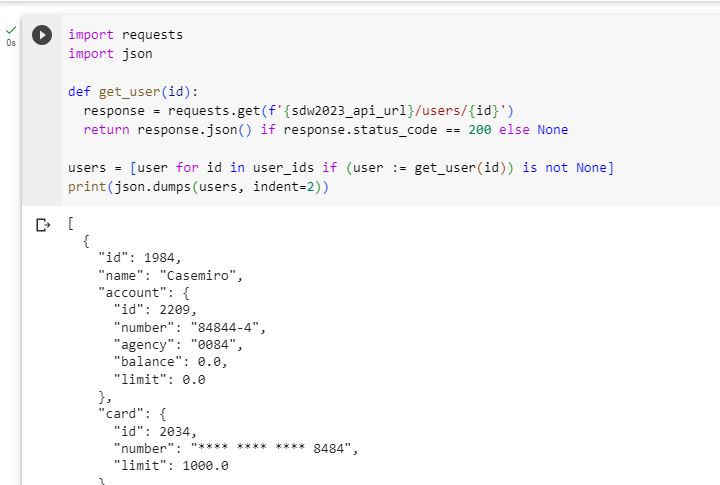 import requests
0s
import json
def get_user(id):
response = requests.get(f'{sdw2023_api_url}/users/{id}')
return response.json() if response.status_code == 200 else None
users = [user for id in user_ids if (user := get_user(id)) is not None]
print(json.dumps(users, indent=2))
[
{
"id": 1984,
"name": "Casemiro",
"account": {
"id": 2209,
"number": "84844-4",
"agency": "0084",
"balance": 0.0,
"limit": 0.0
},
"card": {
"id": 2034,
"number": "**** **** **** 8484",
"limit": 1000.0
}